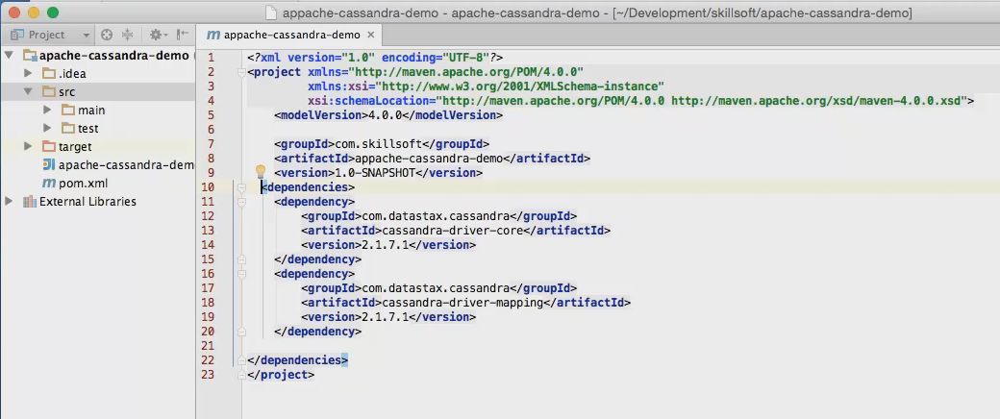 appache-cassandra-demo - apache-cassandra-demo - [~/Development/skillsoft/apache-cassandra-demo]
Project
m appache-cassandra-demo ×
apache-cassandra-demo
.idea
src
main
test
target
apache-cassandra-dem
pom.xml
External Libraries
1 <?xml version="1.0" encoding="UTF-8"?>
2 <project xmlns="http://maven.apache.org/POM/4.0.0"
3 xmlns:xsi="http://www.w3.org/2001/XMLSchema-instance"
4 xsi:schemaLocation="http://maven.apache.org/POM/4.0.0 http://maven.apache.org/xsd/maven-4.0.0.xsd">
5 <modelVersion>4.0.0</modelVersion>
6
7 <groupId>com.skillsoft</groupId>
8 <artifactId>appache-cassandra-demo</artifactId>
9 <version>1.0-SNAPSHOT</version>
10 <dependencies>
11 <dependency>
12 <groupId>com.datastax.cassandra</groupId>
13 <artifactId>cassandra-driver-core</artifactId>
14 <version>2.1.7.1</version>
15 </dependency>
16 <dependency>
17 <groupId>com.datastax.cassandra</groupId>
18 <artifactId>cassandra-driver-mapping</artifactId>
19 <version>2.1.7.1</version>
20 </dependency>
21
22 </dependencies>
23 </project>